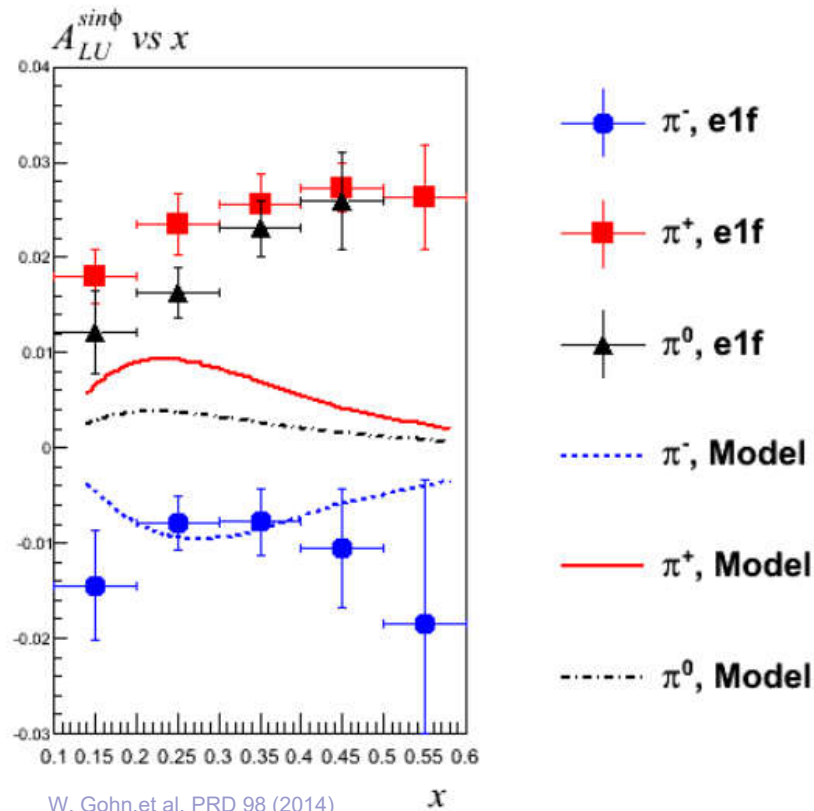 A_{LU}^{sinϕ} vs x
0.04
0.03
0.02
0.01
0
-0.01
-0.02
-0.03
0.1 0.15 0.2 0.25 0.3 0.35 0.4 0.45 0.5 0.55 0.6
x
π⁻, e1f
π⁺, e1f
π⁰, e1f
π⁻, Model
π⁺, Model
π⁰, Model
W. Gohn,et al, PRD 98 (2014)